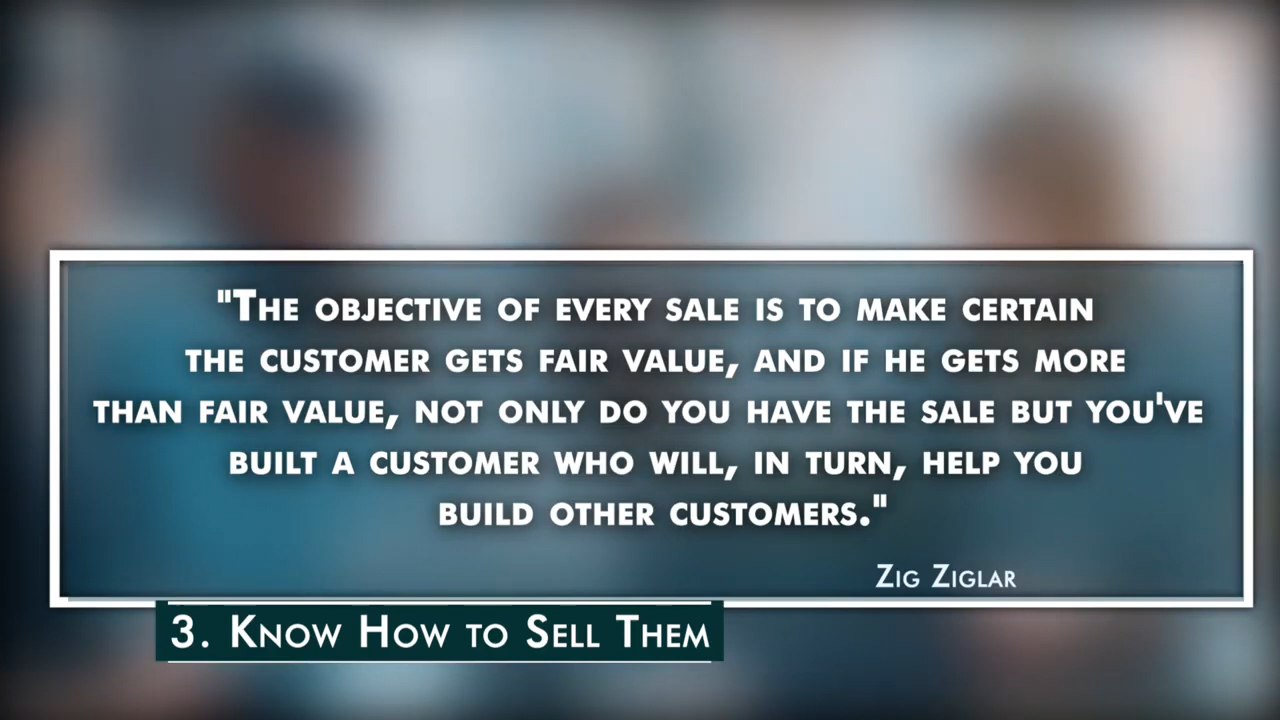 "The objective of every sale is to make certain
the customer gets fair value, and if he gets more
than fair value, not only do you have the sale but you've
built a customer who will, in turn, help you
build other customers."
Zig Ziglar
3. Know How to Sell Them